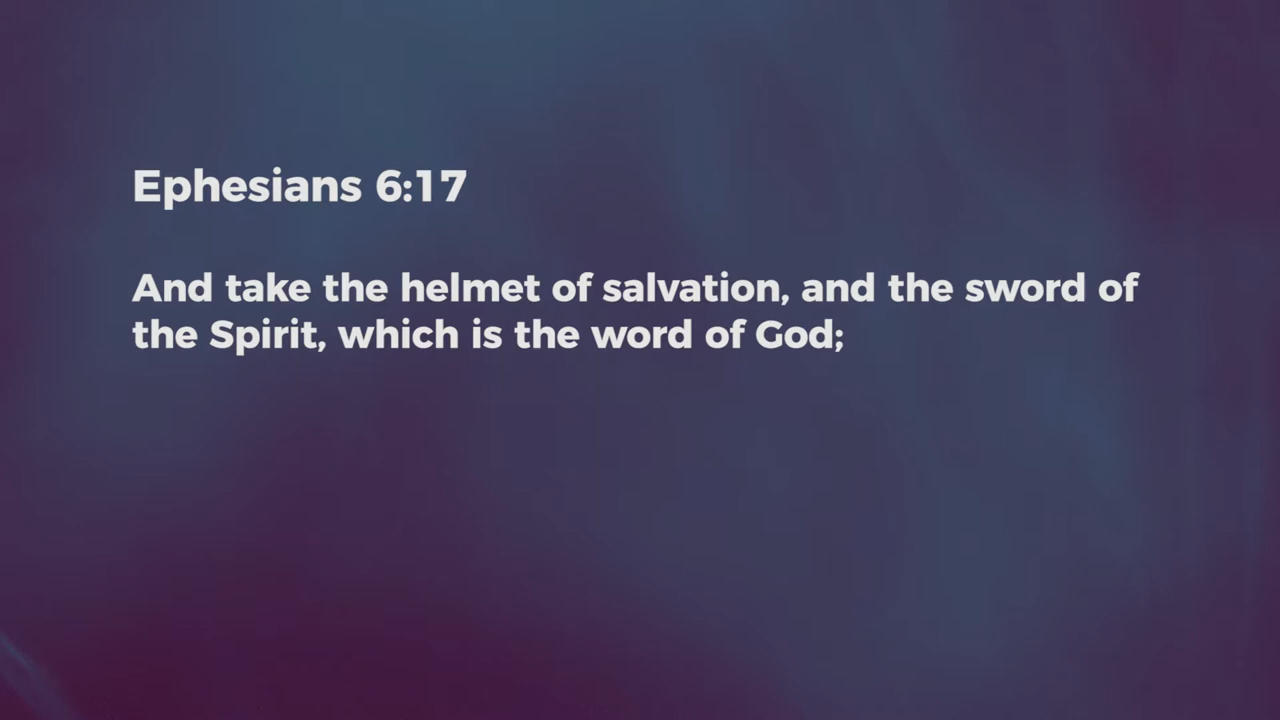 Ephesians 6:17
And take the helmet of salvation, and the sword of
the Spirit, which is the word of God;